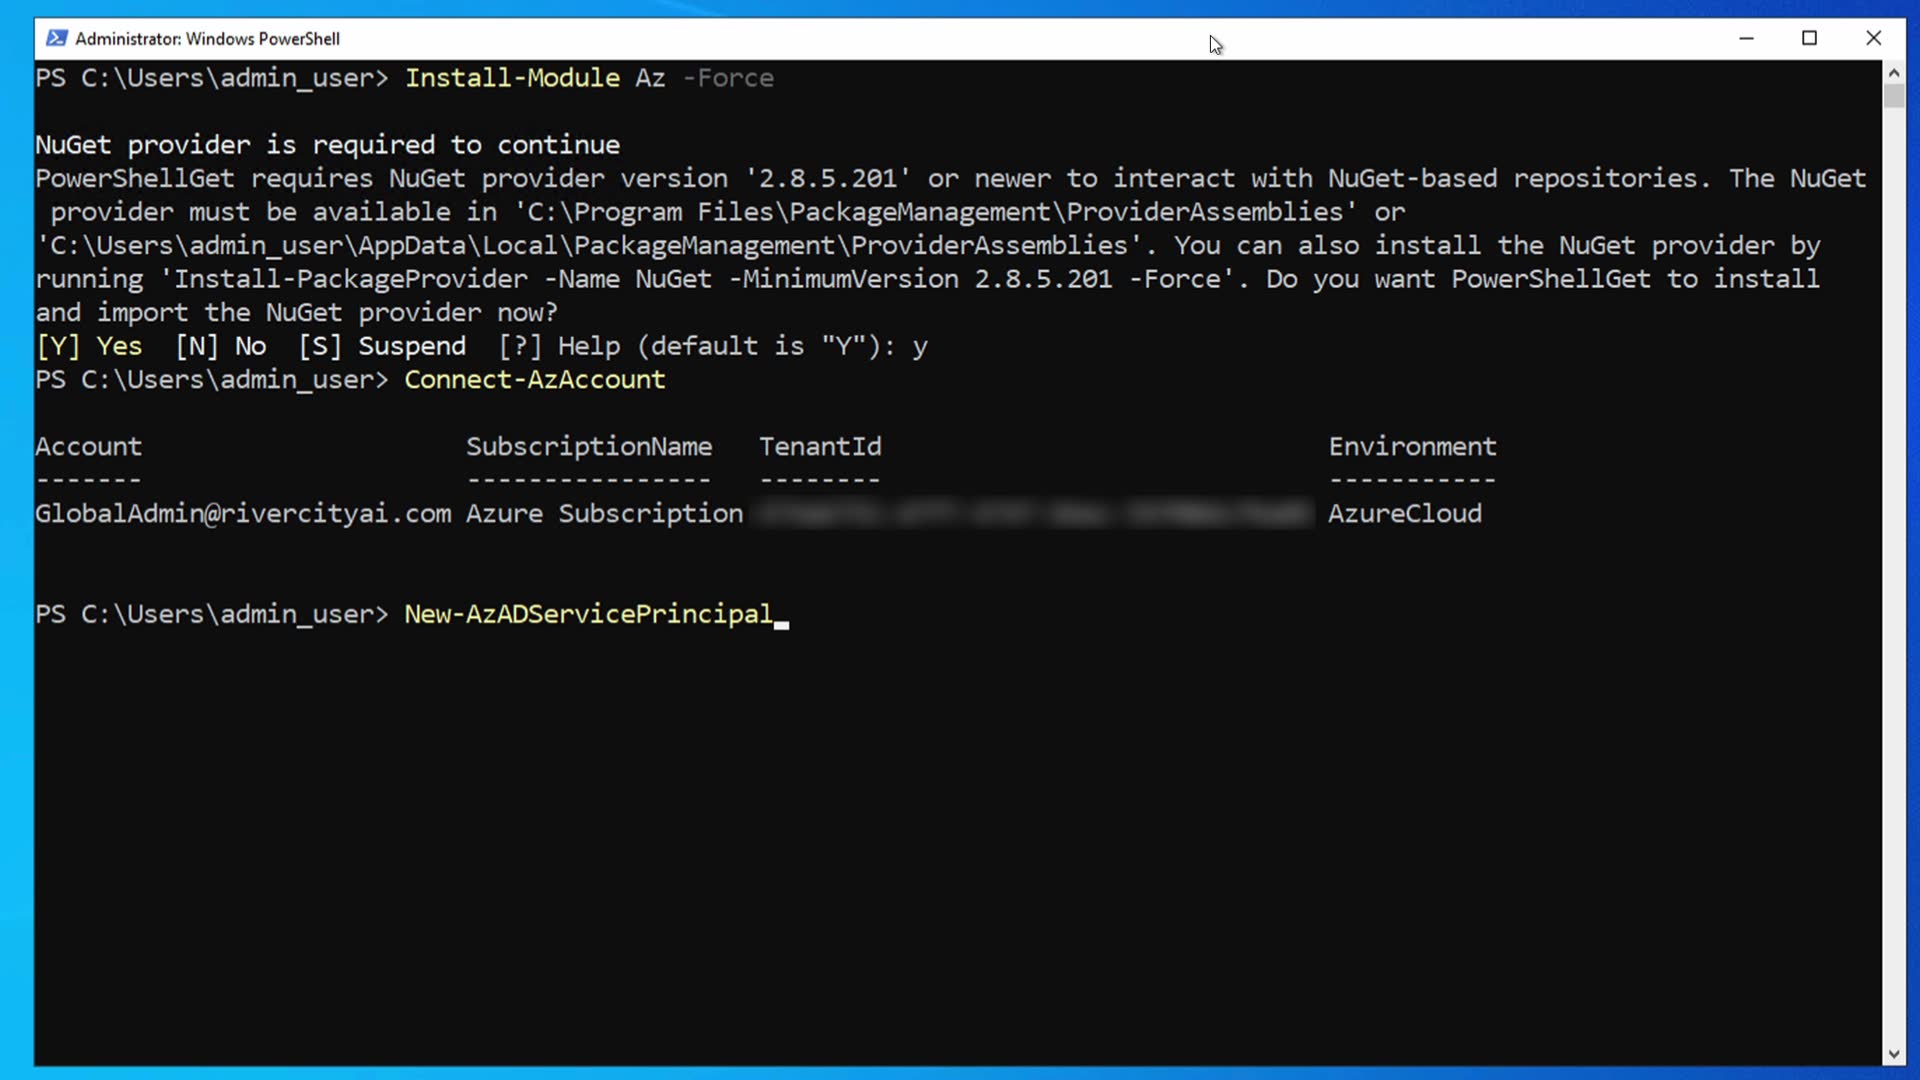 Administrator: Windows PowerShell
PS C:\Users\admin_user> Install-Module Az -Force
NuGet provider is required to continue
PowerShellGet requires NuGet provider version '2.8.5.201' or newer to interact with NuGet-based repositories. The NuGet
 provider must be available in 'C:\Program Files\PackageManagement\ProviderAssemblies' or
'C:\Users\admin_user\AppData\Local\PackageManagement\ProviderAssemblies'. You can also install the NuGet provider by
running 'Install-PackageProvider -Name NuGet -MinimumVersion 2.8.5.201 -Force'. Do you want PowerShellGet to install
and import the NuGet provider now?
[Y] Yes  [N] No  [S] Suspend  [?] Help (default is "Y"): y
PS C:\Users\admin_user> Connect-AzAccount
Account                     SubscriptionName   TenantId                             Environment
-------                     ----------------   --------                             -----------
GlobalAdmin@rivercityai.com Azure Subscription                                      AzureCloud
PS C:\Users\admin_user> New-AzADServicePrincipal